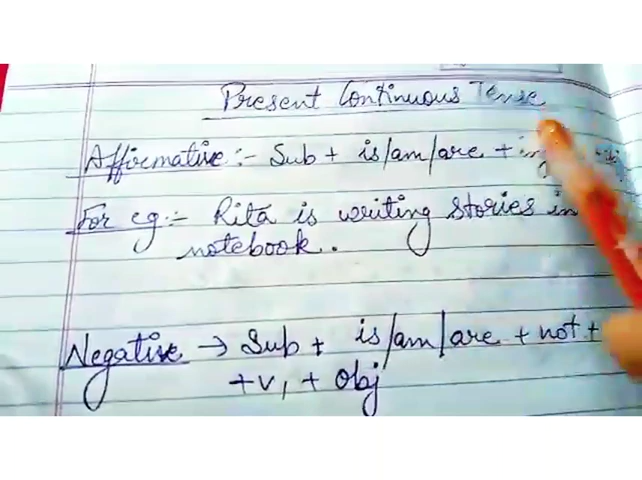 Present Continuous Tense
Affirmative :- Sub + is/am/are +
For eg :- Rita is writing stories in
notebook.
Negative → Sub + is/am/are + not +
+v1 + obj